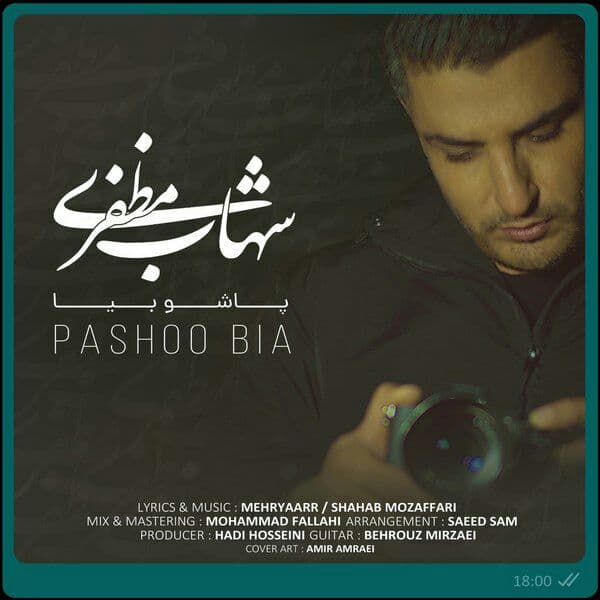 شهاب مظفری
پاشو بیا
PASHOO BIA
LYRICS & MUSIC : MEHRYAARR / SHAHAB MOZAFFARI
MIX & MASTERING : MOHAMMAD FALLAHI ARRANGEMENT : SAEED SAM
PRODUCER : HADI HOSSEINI GUITAR : BEHROUZ MIRZAEI
COVER ART : AMIR AMRAEI
18:00